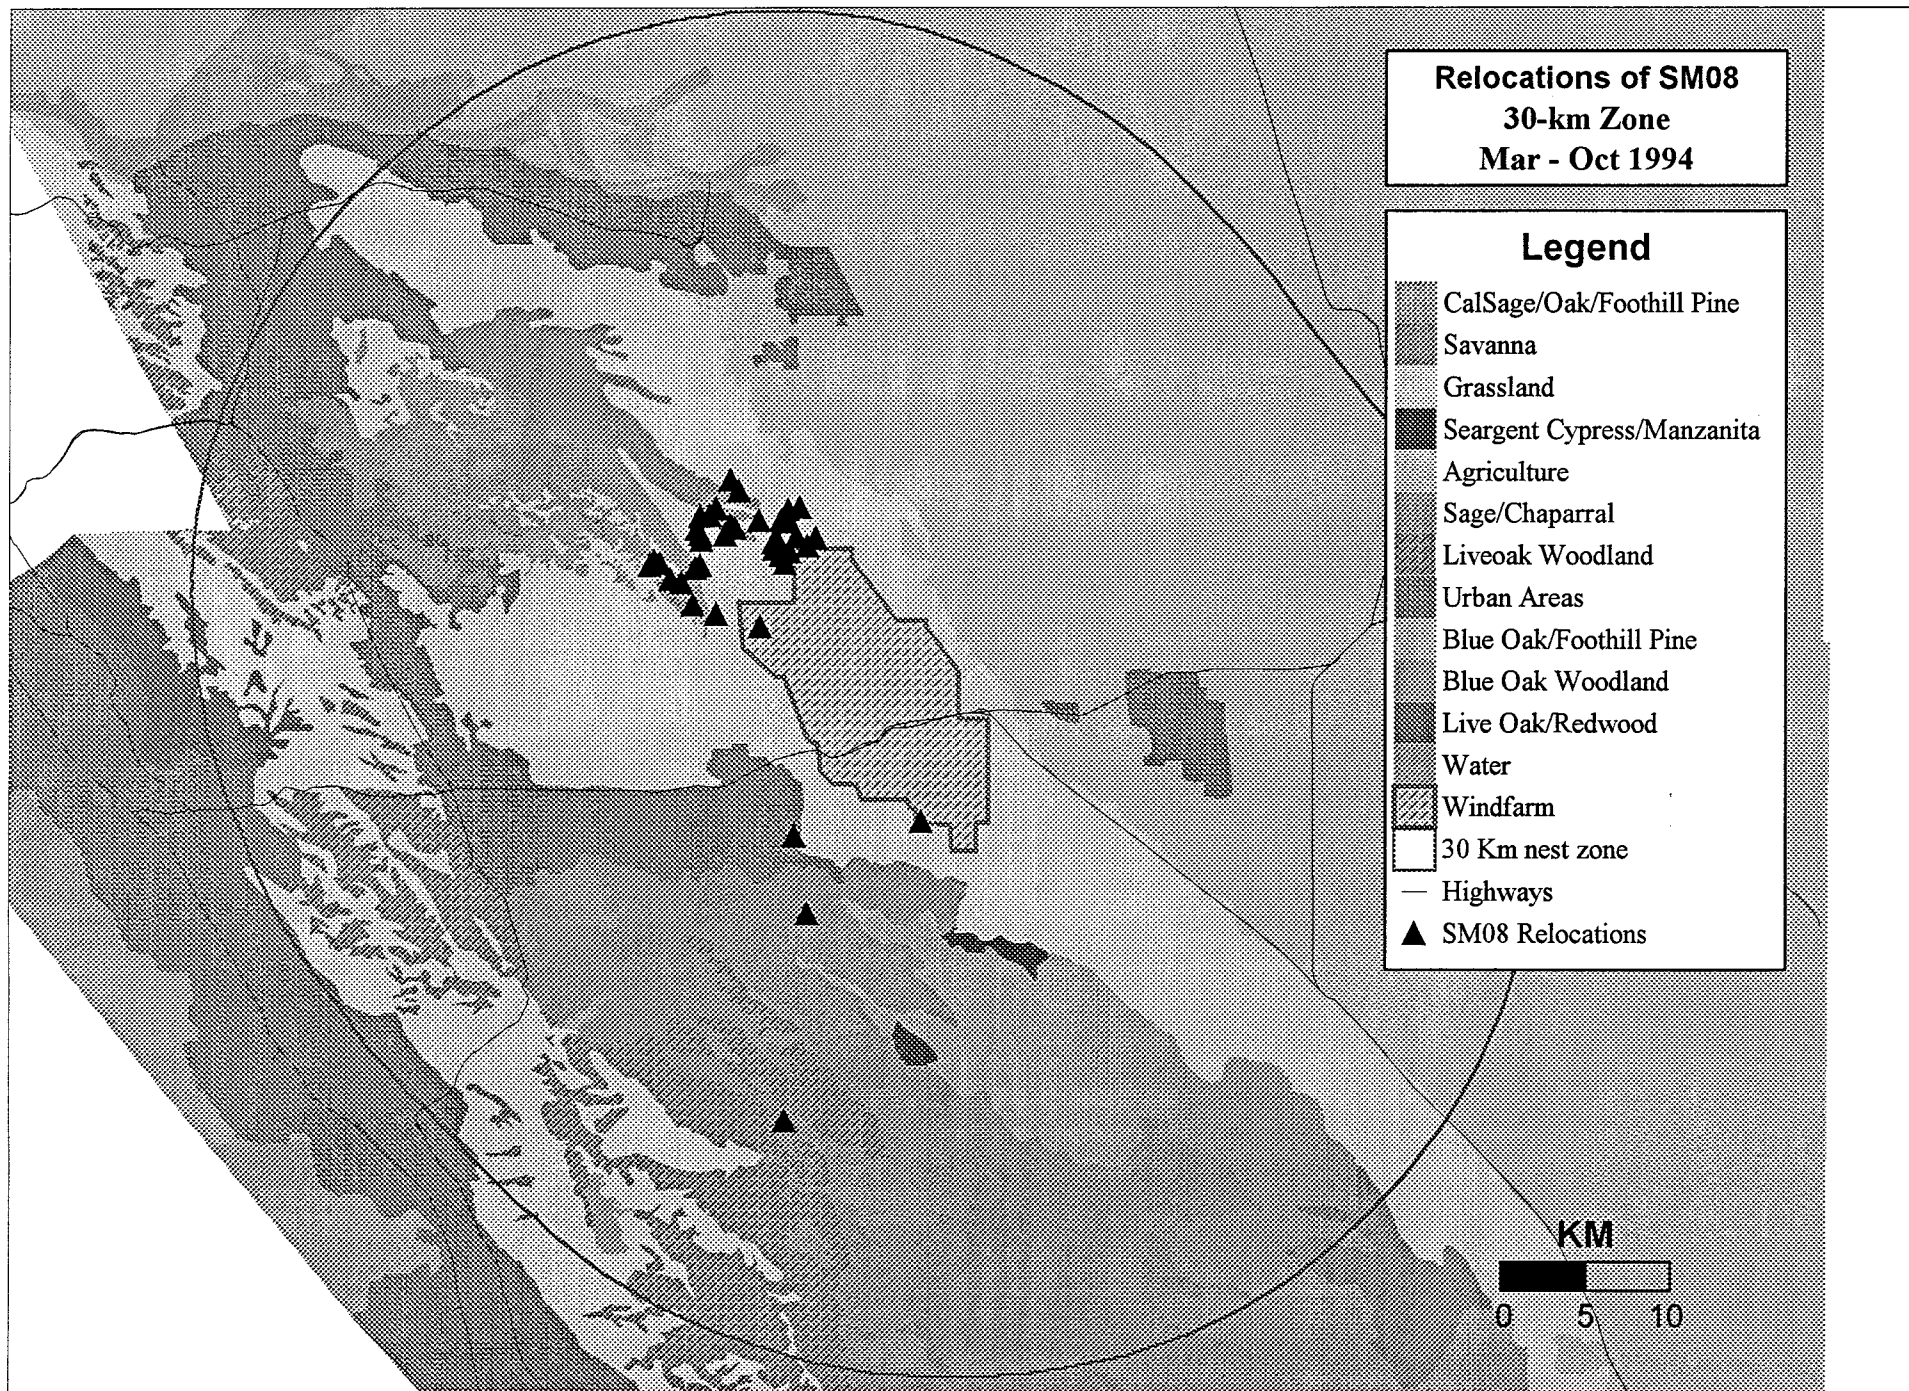 Relocations of SM08
30-km Zone
Mar - Oct 1994
Legend
CalSage/Oak/Foothill Pine
Savanna
Grassland
Seargent Cypress/Manzanita
Agriculture
Sage/Chaparral
Liveoak Woodland
Urban Areas
Blue Oak/Foothill Pine
Blue Oak Woodland
Live Oak/Redwood
Water
Windfarm
30 Km nest zone
Highways
SM08 Relocations
KM
0 5 10